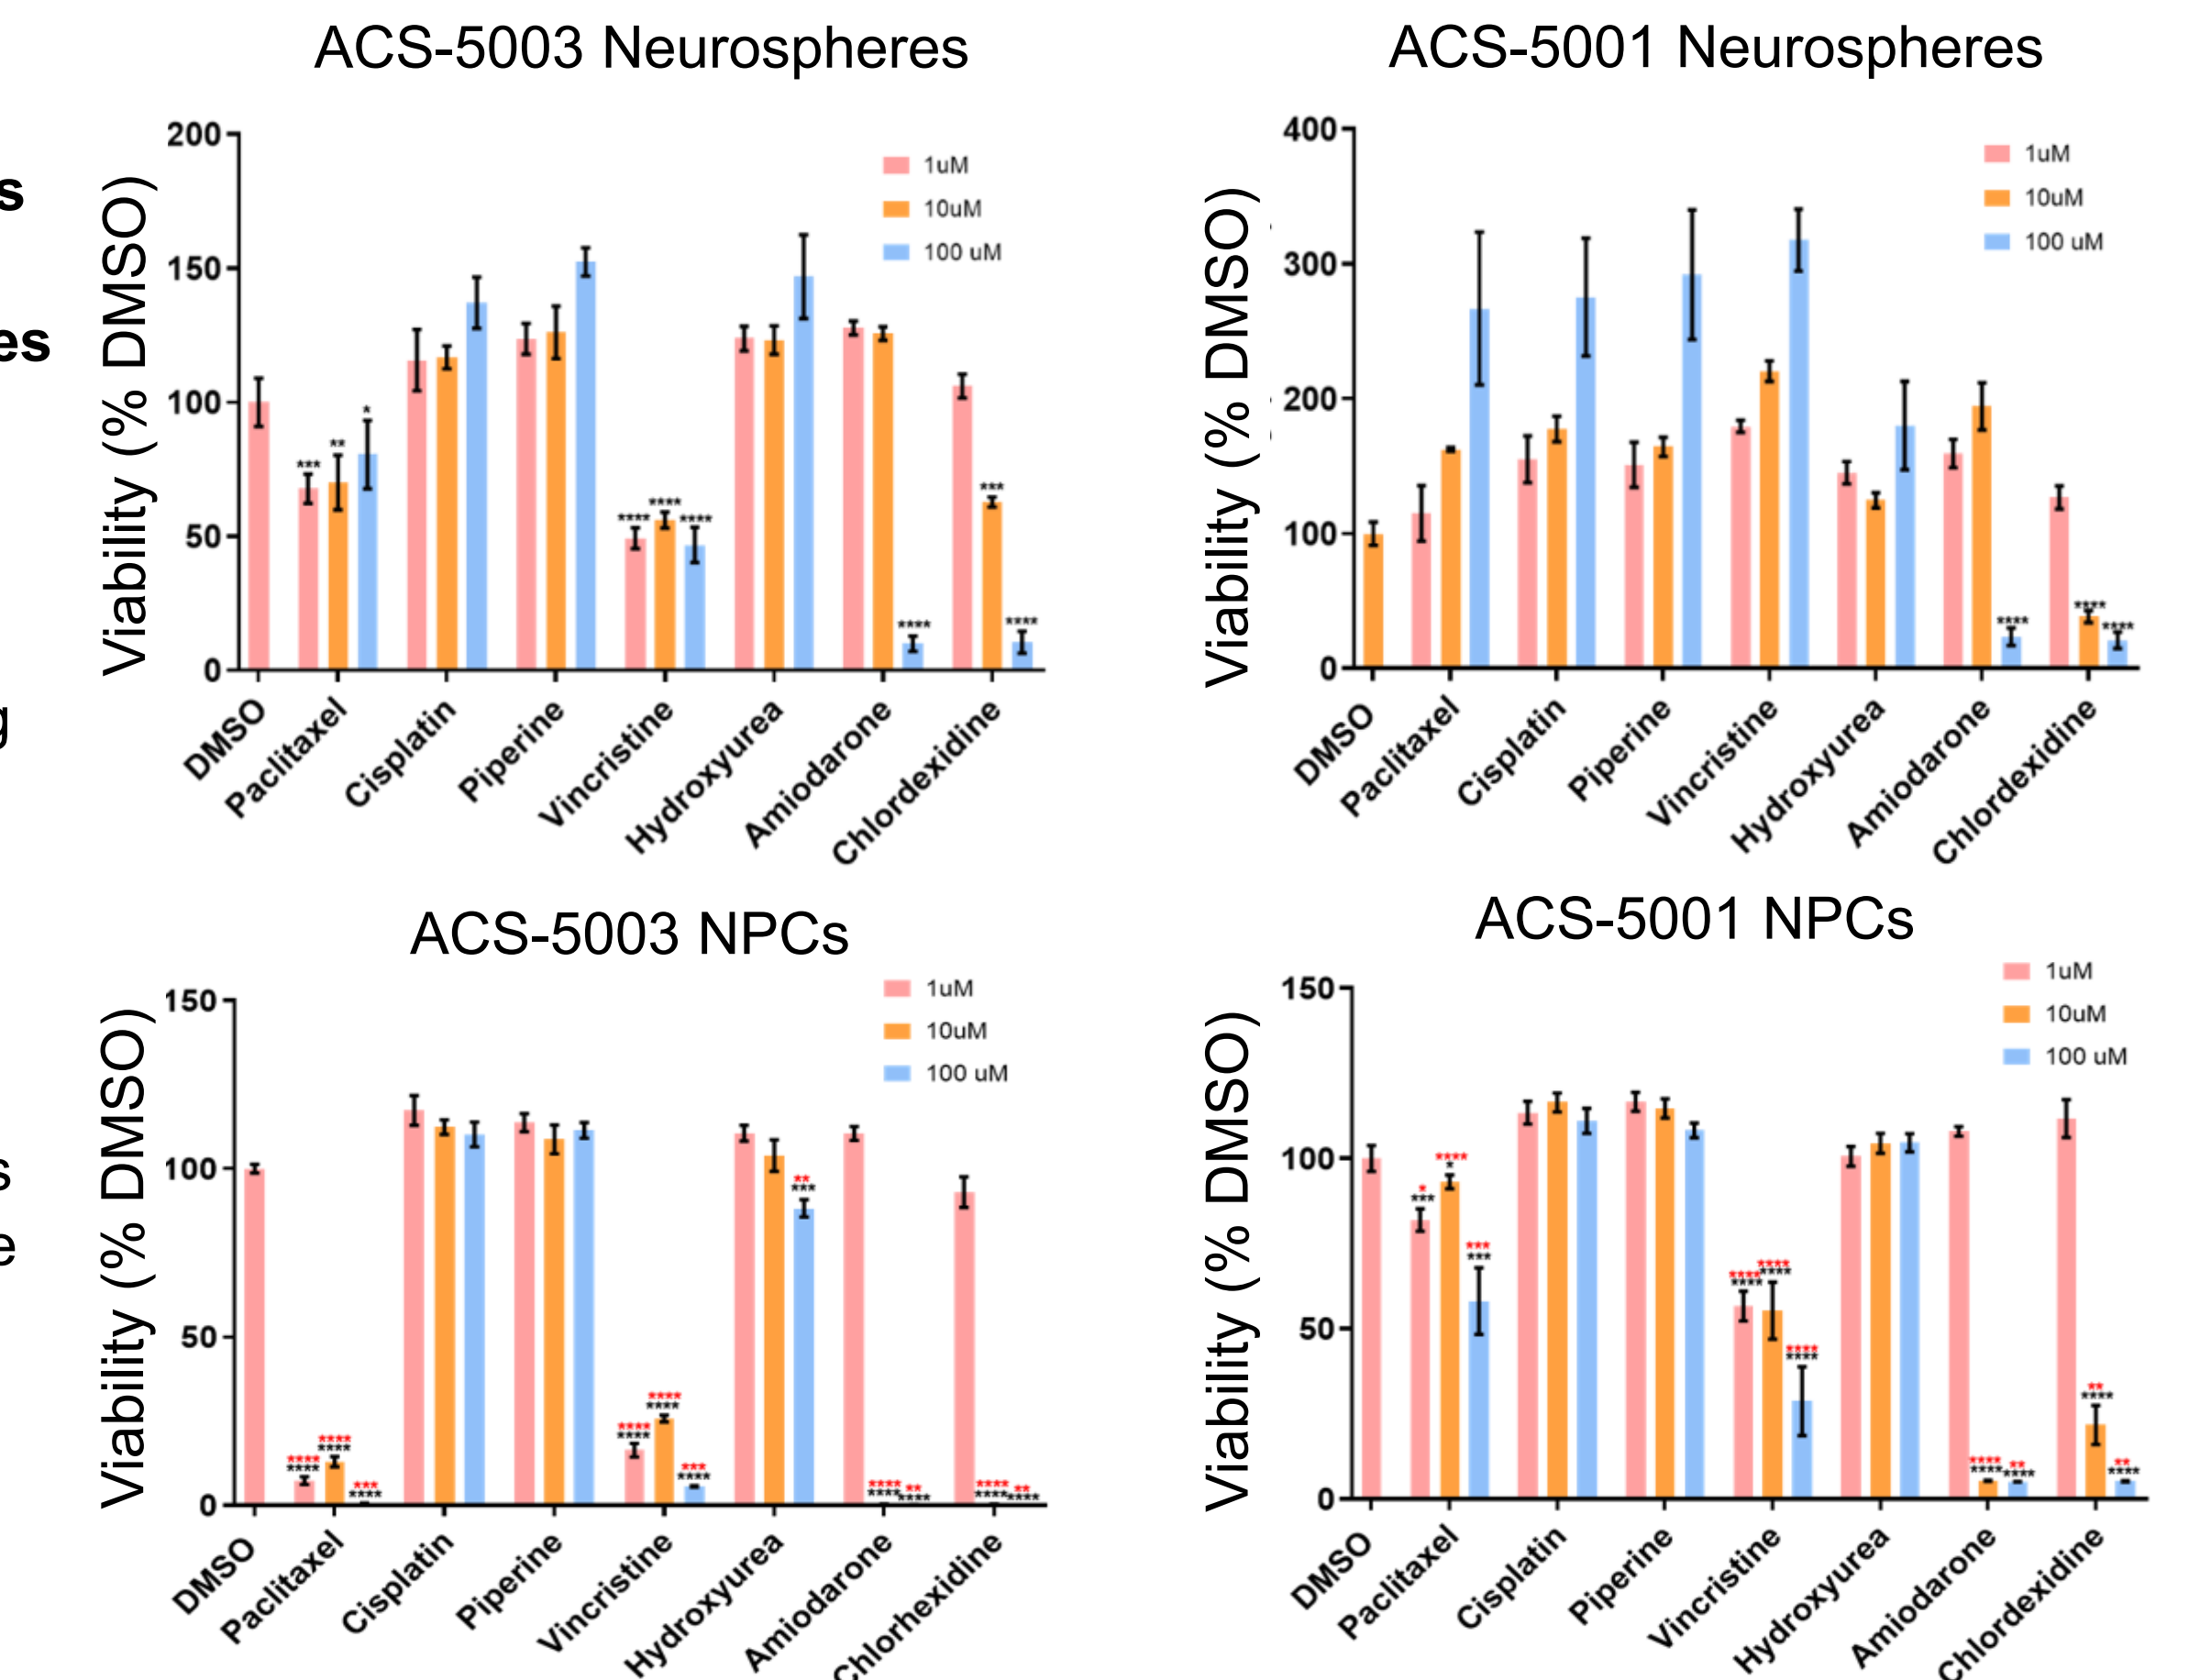 ACS-5003 Neurospheres
200
150
100
50
0
Viability (% DMSO)
1uM
10uM
100 uM
***
**
*
****
****
****
****
***
****
DMSO
Paclitaxel
Cisplatin
Piperine
Vincristine
Hydroxyurea
Amiodarone
Chlordexidine
ACS-5001 Neurospheres
400
300
200
100
0
Viability (% DMSO)
1uM
10uM
100 uM
****
****
****
DMSO
Paclitaxel
Cisplatin
Piperine
Vincristine
Hydroxyurea
Amiodarone
Chlordexidine
ACS-5003 NPCs
150
100
50
0
Viability (% DMSO)
1uM
10uM
100 uM
****
****
****
****
***
****
****
****
****
****
***
****
**
***
****
****
**
****
****
****
**
****
DMSO
Paclitaxel
Cisplatin
Piperine
Vincristine
Hydroxyurea
Amiodarone
Chlorhexidine
ACS-5001 NPCs
150
100
50
0
Viability (% DMSO)
1uM
10uM
100 uM
*
***
****
*
***
***
****
****
****
****
****
****
****
****
**
****
**
****
**
****
DMSO
Paclitaxel
Cisplatin
Piperine
Vincristine
Hydroxyurea
Amiodarone
Chlordexidine
s
es
g
s
e